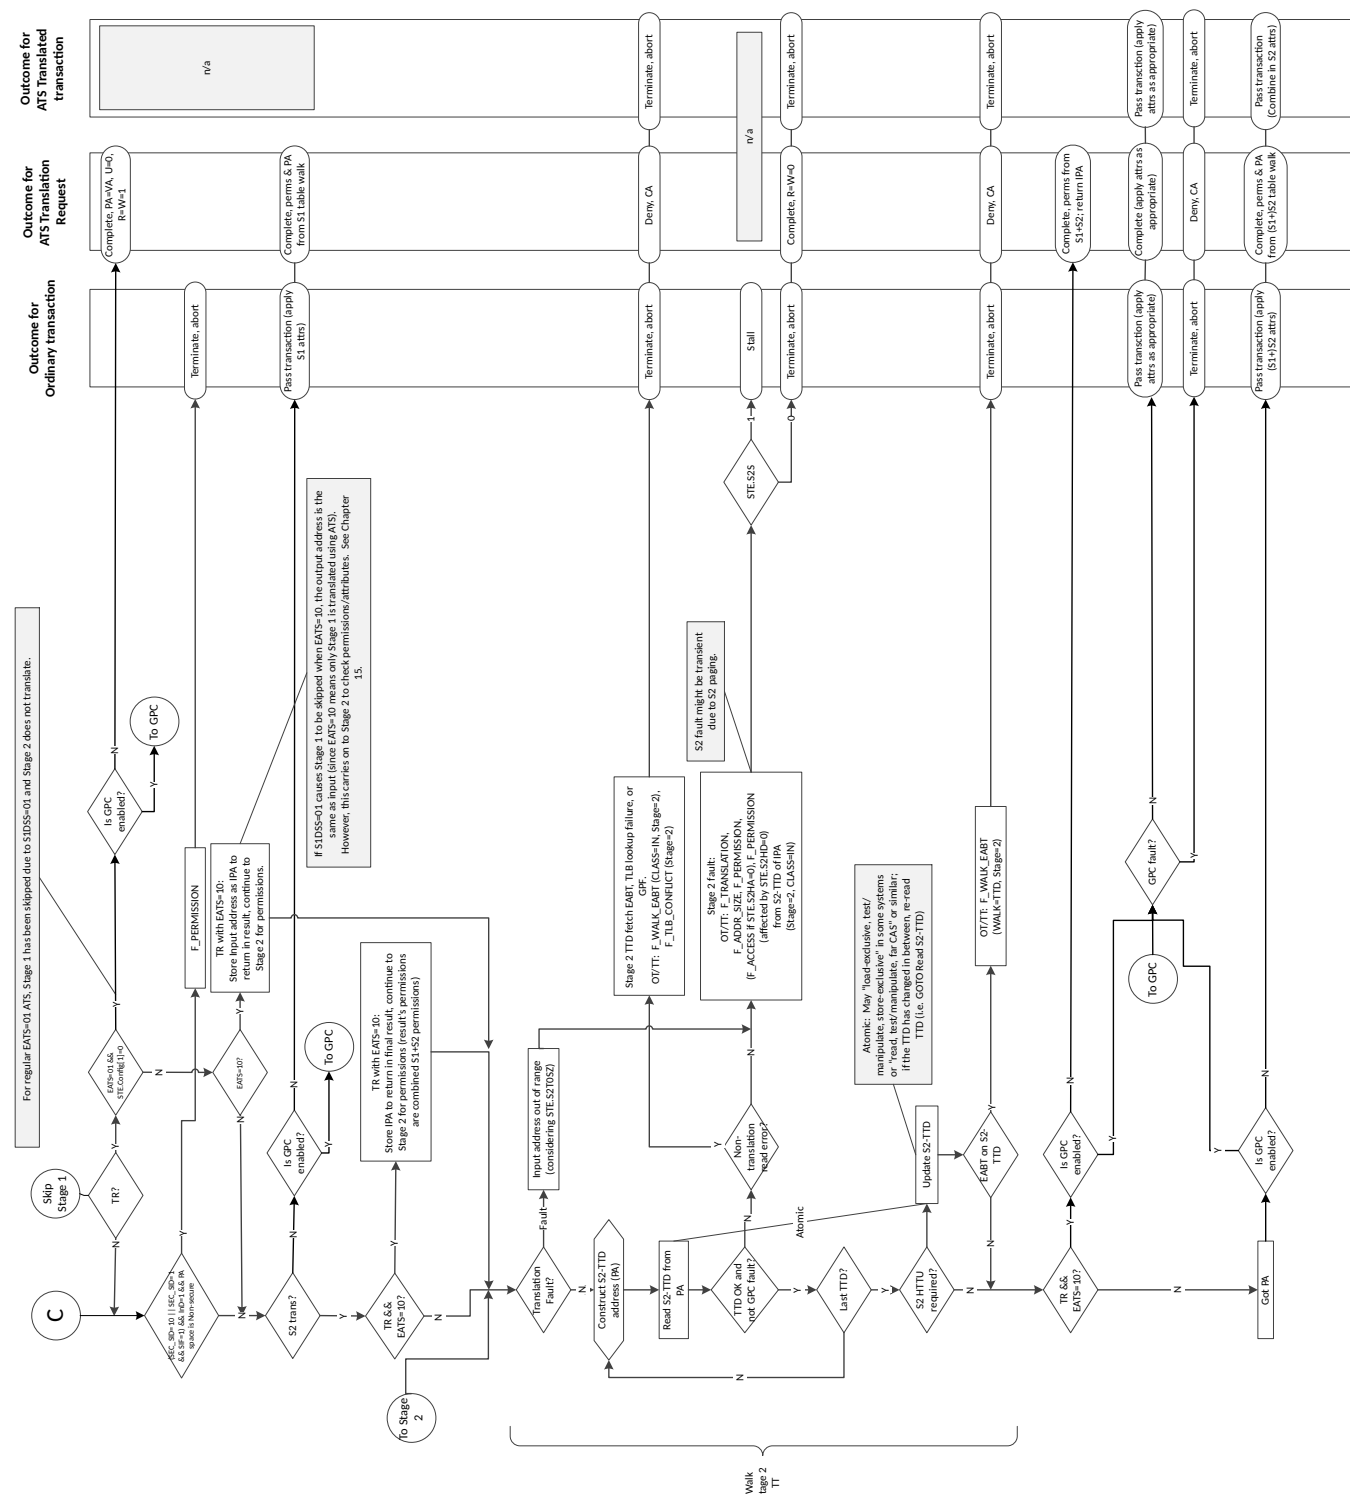 Outcome for
Ordinary transaction
Outcome for
ATS Translation
Request
Outcome for
ATS Translated
transaction
C
Skip
Stage 1
TR?
N
Y
EATS=01 &&
STE.Config[1]=0
Y
N
For regular EATS=01 ATS, Stage 1 has been skipped due to S1DSS=01 and Stage 2 does not translate.
Is GPC
enabled?
N
Y
To GPC
Complete, PA=VA, U=0,
R=W=1
n/a
(SEC_SID=10 || SEC_SID=1
&& SIF=1) && InD=1 && PA
space is Non-secure
Y
N
F_PERMISSION
Terminate, abort
EATS=10?
Y
N
TR with EATS=10:
Store Input address as IPA to
return in result, continue to
Stage 2 for permissions.
If S1DSS=01 causes Stage 1 to be skipped when EATS=10, the output address is the
same as input (since EATS=10 means only Stage 1 is translated using ATS).
However, this carries on to Stage 2 to check permissions/attributes. See Chapter
15.
S2 trans?
N
Y
Is GPC
enabled?
N
Y
To GPC
Pass transaction (apply
S1 attrs)
Complete, perms & PA
from S1 table walk
TR &&
EATS=10?
Y
N
TR with EATS=10:
Store IPA to return in final result, continue to
Stage 2 for permissions (result's permissions
are combined S1+S2 permissions)
To Stage
2
Walk
tage 2
TT
Translation
Fault?
Fault
N
Input address out of range
(considering STE.S2T0SZ)
Construct S2-TTD
address (PA)
Read S2-TTD from
PA
Atomic
TTD OK and
not GPC fault?
N
Y
Non-
translation
read error?
Y
N
Stage 2 TTD fetch EABT, TLB lookup failure, or
GPF.
OT/TT: F_WALK_EABT (CLASS=IN, Stage=2),
F_TLB_CONFLICT (Stage=2)
Terminate, abort
Deny, CA
Terminate, abort
Stage 2 fault:
OT/TT: F_TRANSLATION,
F_ADDR_SIZE, F_PERMISSION,
(F_ACCESS if STE.S2HA=0), F_PERMISSION
(affected by STE.S2HD=0)
from S2-TTD of IPA
(Stage=2, CLASS=IN)
S2 fault might be transient
due to S2 paging.
STE.S2S
1
0
Stall
n/a
Terminate, abort
Complete, R=W=0
Terminate, abort
Last TTD?
N
Y
S2 HTTU
required?
N
Update S2-TTD
Atomic: May "load-exclusive, test/
manipulate, store-exclusive" in some systems
or "read, test/manipulate, far CAS" or similar;
if the TTD has changed in between, re-read
TTD (i.e. GOTO Read S2-TTD)
EABT on S2-
TTD
Y
N
OT/TT: F_WALK_EABT
(WALK=TTD, Stage=2)
Terminate, abort
Deny, CA
Terminate, abort
TR &&
EATS=10?
Y
N
Is GPC
enabled?
N
Y
Complete, perms from
S1+S2; return IPA
To GPC
GPC fault?
N
Y
Pass transction (apply
attrs as appropriate)
Complete (apply attrs as
appropriate)
Pass transction (apply
attrs as appropriate)
Terminate, abort
Deny, CA
Terminate, abort
Got PA
Is GPC
enabled?
Y
N
Pass transaction (apply
(S1+)S2 attrs)
Complete, perms & PA
from (S1+)S2 table walk
Pass transaction
(Combine in S2 attrs)